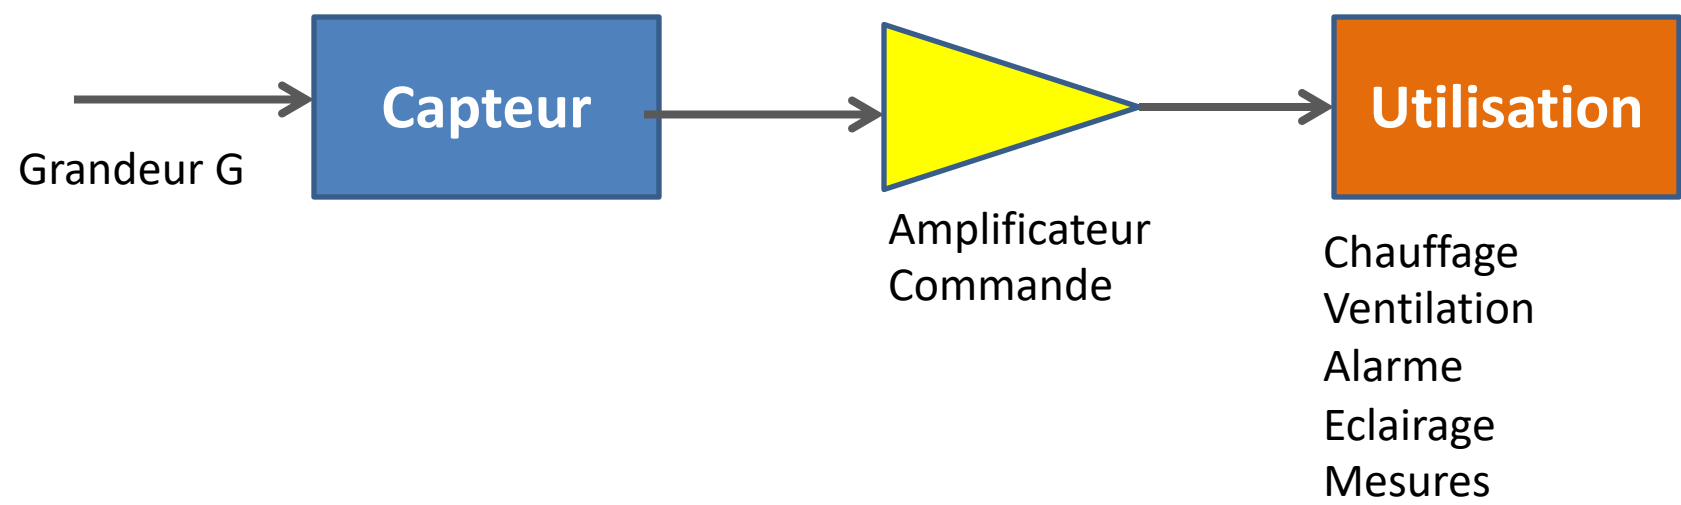 Grandeur G
Capteur
Amplificateur
Commande
Utilisation
Chauffage
Ventilation
Alarme
Eclairage
Mesures